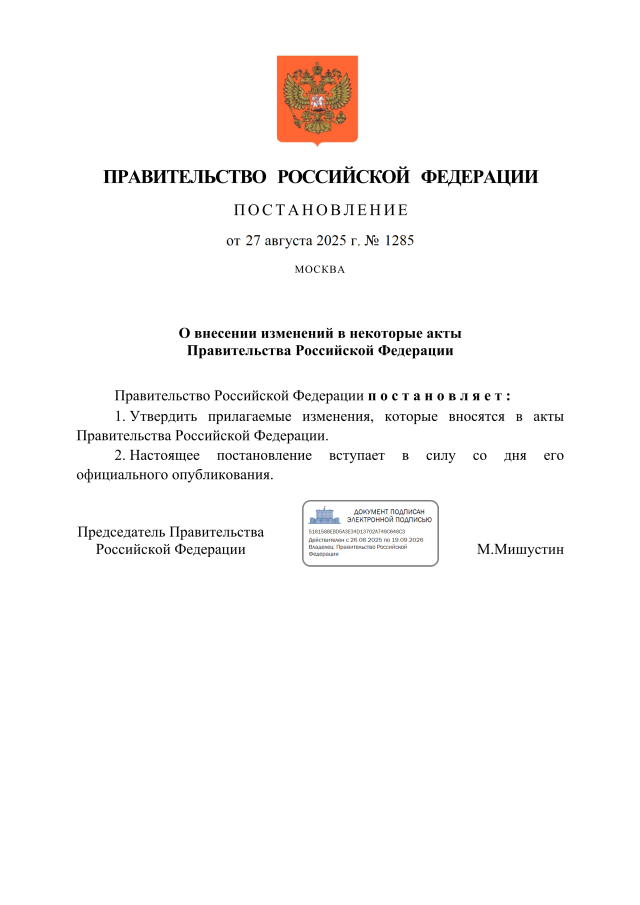 ПРАВИТЕЛЬСТВО РОССИЙСКОЙ ФЕДЕРАЦИИ
ПОСТАНОВЛЕНИЕ
от 27 августа 2025 г. № 1285
МОСКВА
О внесении изменений в некоторые акты
Правительства Российской Федерации
Правительство Российской Федерации постановляет:
1. Утвердить прилагаемые изменения, которые вносятся в акты
Правительства Российской Федерации.
2. Настоящее постановление вступает в силу со дня его
официального опубликования.
Председатель Правительства
Российской Федерации
ДОКУМЕНТ ПОДПИСАН
ЭЛЕКТРОННОЙ ПОДПИСЬЮ
Действителен с 26.06.2025 по 19.09.2026
Владелец: Правительство Российской
Федерации
М.Мишустин